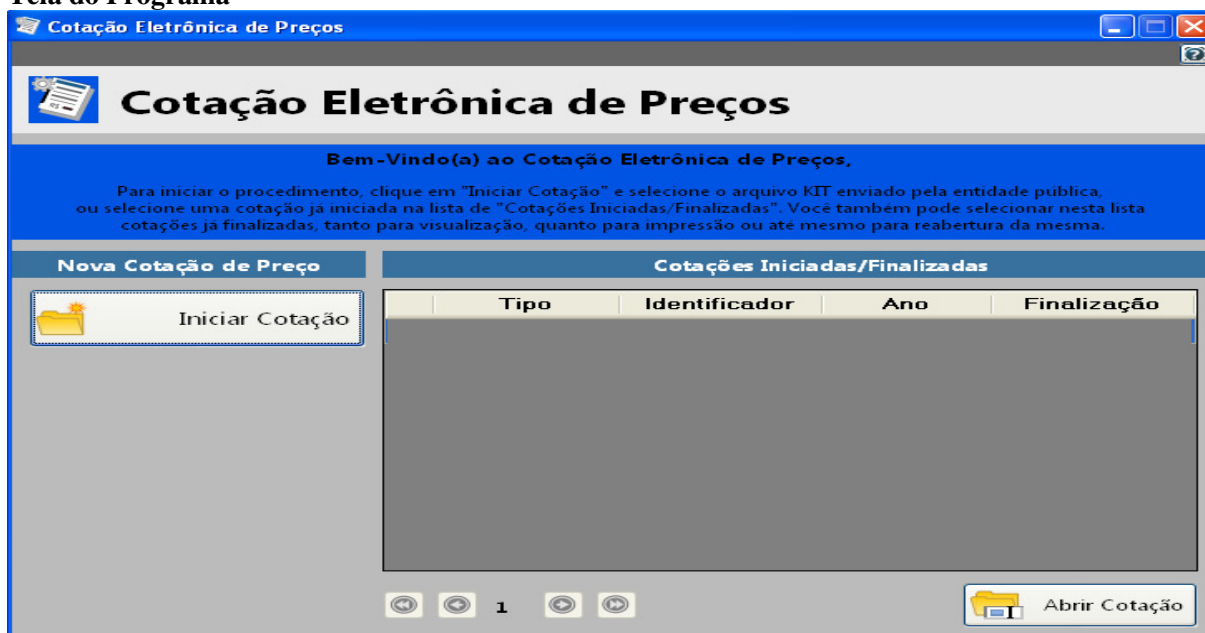 Tela do Programa
Cotação Eletrônica de Preços
Cotação Eletrônica de Preços
Bem-Vindo(a) ao Cotação Eletrônica de Preços,
Para iniciar o procedimento, clique em "Iniciar Cotação" e selecione o arquivo KIT enviado pela entidade pública,
ou selecione uma cotação já iniciada na lista de "Cotações Iniciadas/Finalizadas". Você também pode selecionar nesta lista
cotações já finalizadas, tanto para visualização, quanto para impressão ou até mesmo para reabertura da mesma.
Nova Cotação de Preço
Cotações Iniciadas/Finalizadas
Iniciar Cotação
Tipo Identificador Ano Finalização
1
Abrir Cotação